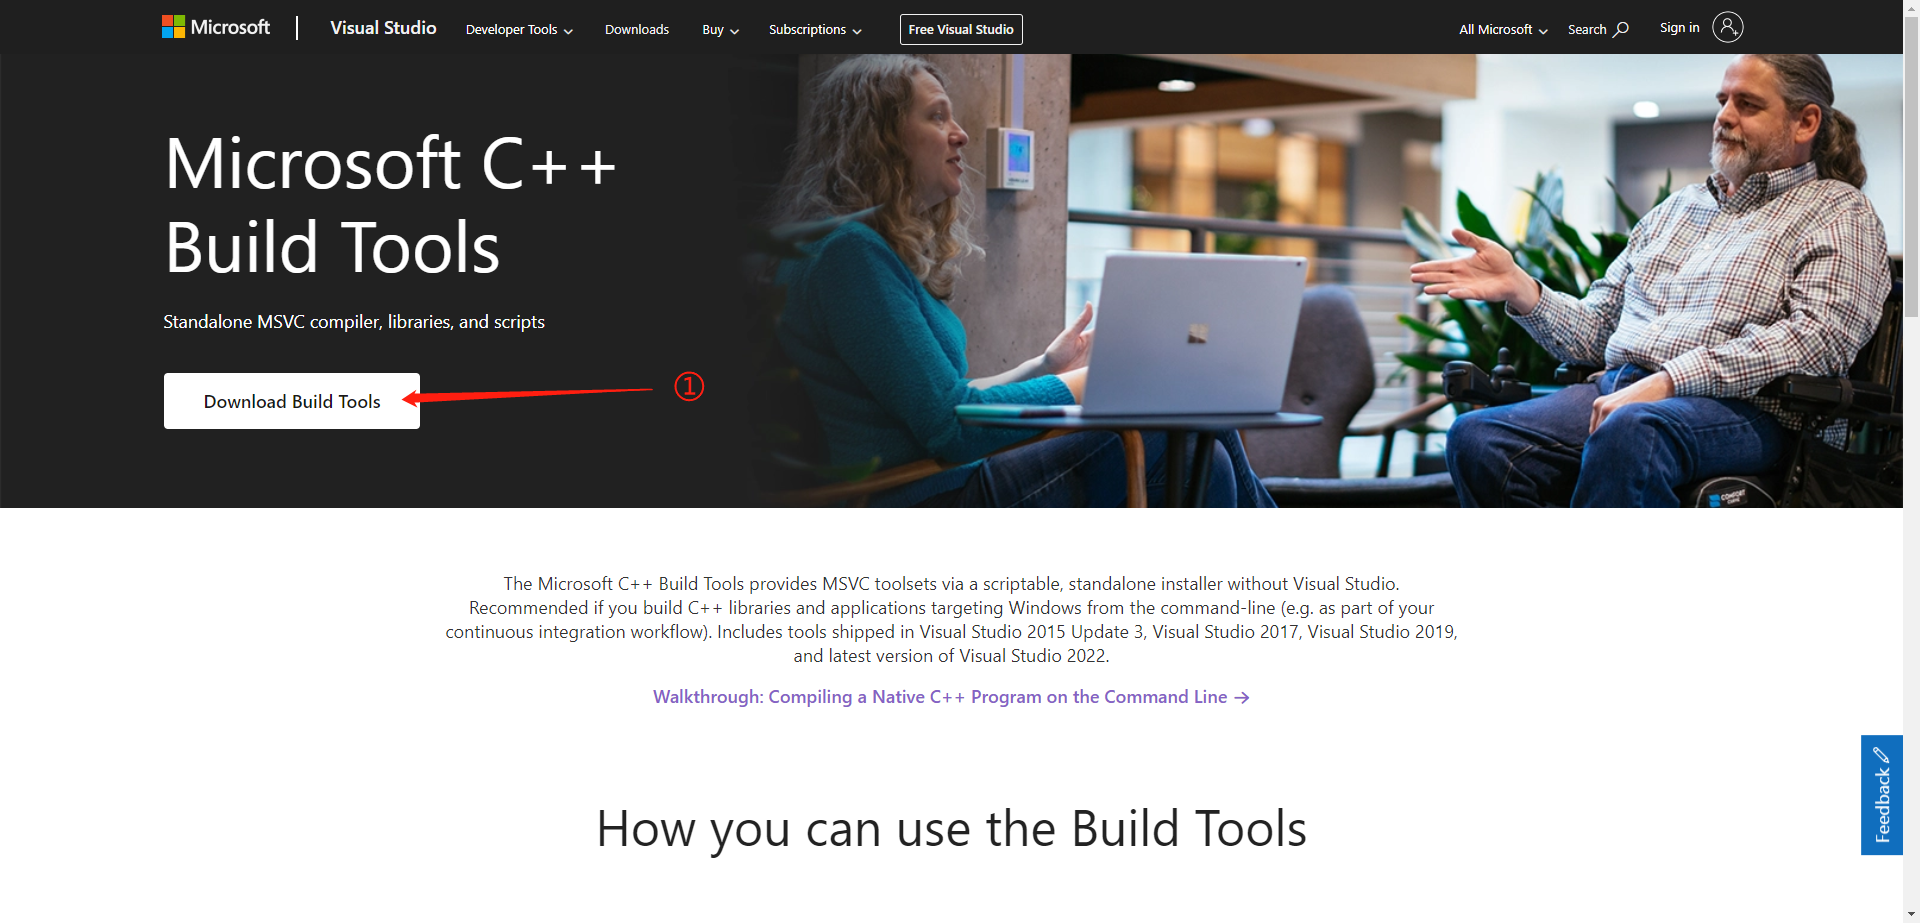 Microsoft
Visual Studio
Developer Tools
Downloads
Buy
Subscriptions
Free Visual Studio
All Microsoft
Search
Sign in
Microsoft C++
Build Tools
Standalone MSVC compiler, libraries, and scripts
Download Build Tools
①
COMFORT
The Microsoft C++ Build Tools provides MSVC toolsets via a scriptable, standalone installer without Visual Studio.
Recommended if you build C++ libraries and applications targeting Windows from the command-line (e.g. as part of your
continuous integration workflow). Includes tools shipped in Visual Studio 2015 Update 3, Visual Studio 2017, Visual Studio 2019,
and latest version of Visual Studio 2022.
Walkthrough: Compiling a Native C++ Program on the Command Line →
Feedback
How you can use the Build Tools